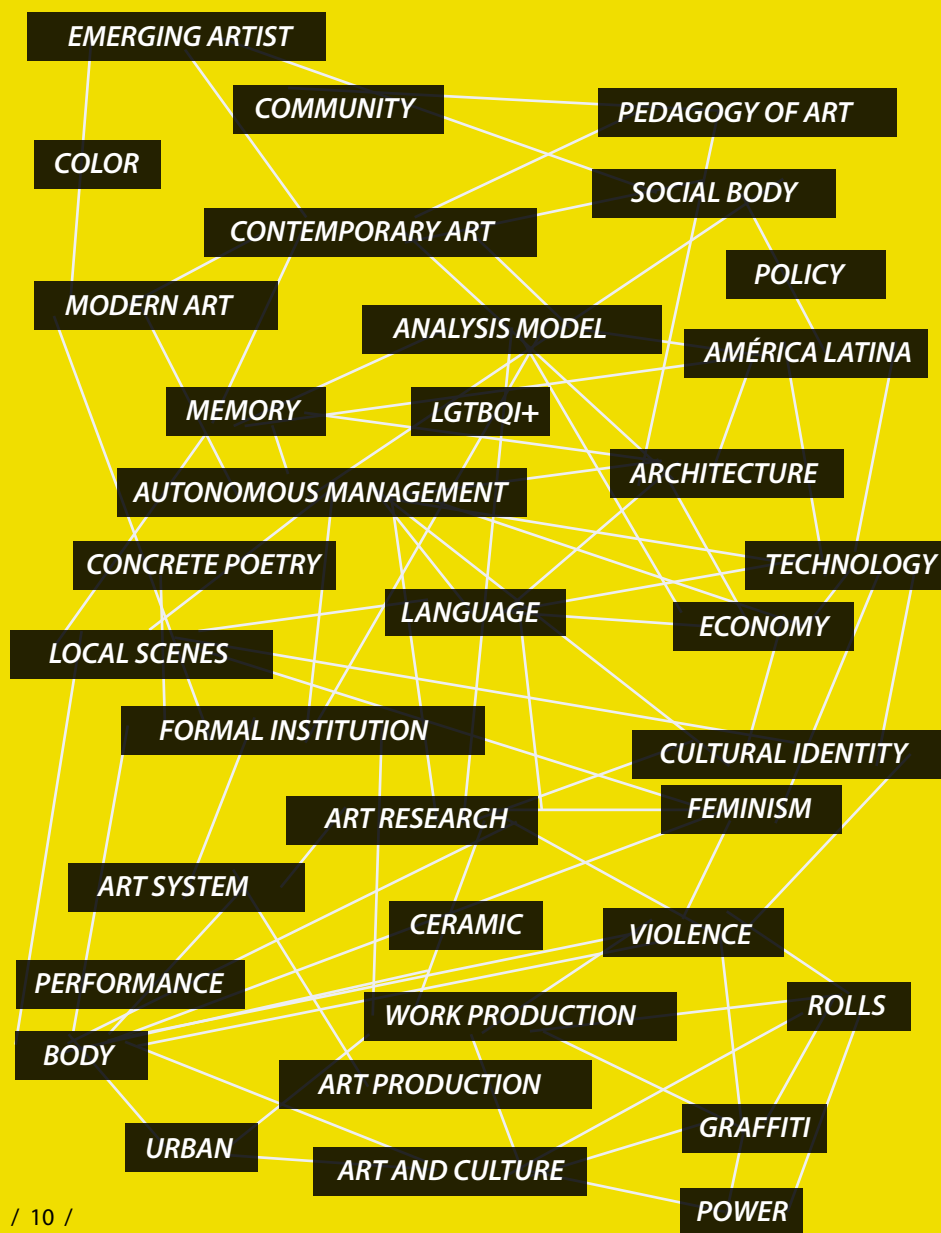 EMERGING ARTIST
COMMUNITY
PEDAGOGY OF ART
COLOR
SOCIAL BODY
CONTEMPORARY ART
POLICY
MODERN ART
ANALYSIS MODEL
AMÉRICA LATINA
MEMORY
LGTBQI+
ARCHITECTURE
AUTONOMOUS MANAGEMENT
CONCRETE POETRY
TECHNOLOGY
LANGUAGE
ECONOMY
LOCAL SCENES
FORMAL INSTITUTION
CULTURAL IDENTITY
FEMINISM
ART RESEARCH
ART SYSTEM
CERAMIC
VIOLENCE
PERFORMANCE
ROLLS
WORK PRODUCTION
BODY
ART PRODUCTION
GRAFFITI
URBAN
ART AND CULTURE
POWER
/ 10 /